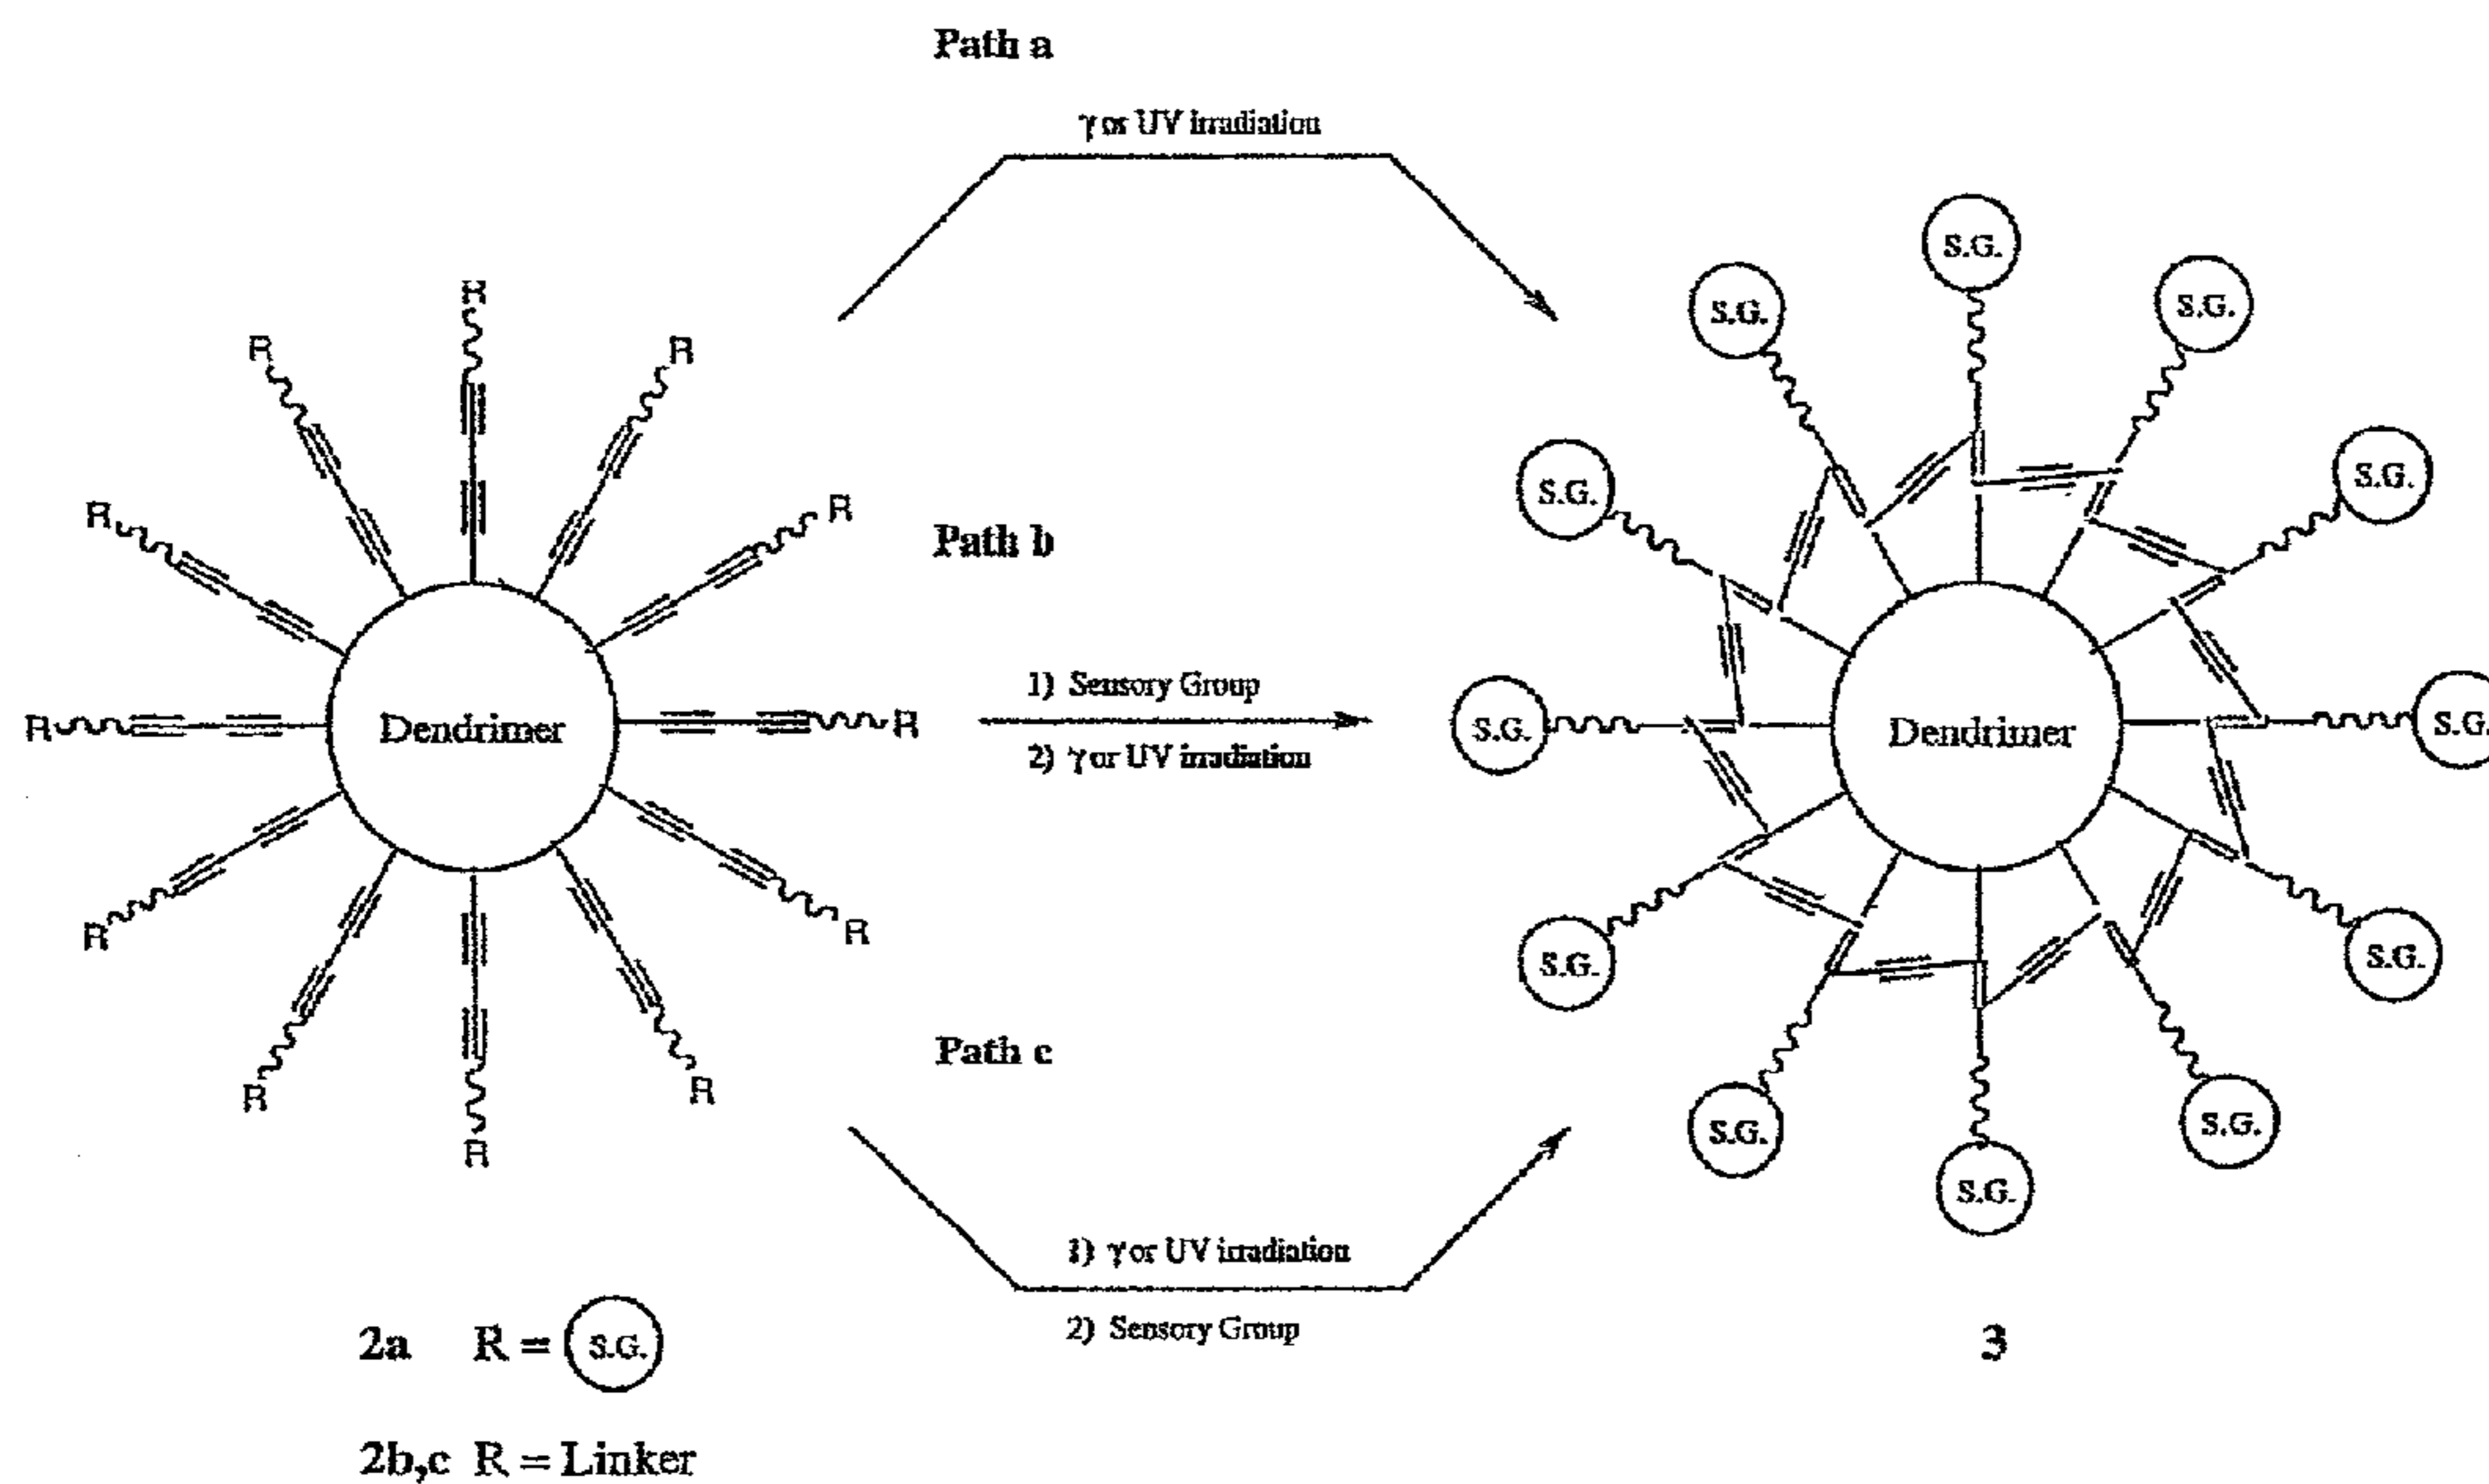 Path a
γ or UV irradiation
S.G.
S.G.
S.G.
R
R
R
S.G.
S.G.
R
R
Path b
1) Sensory Group
2) γ or UV irradiation
R
Dendrimer
R
S.G.
Dendrimer
S.G.
R
R
S.G.
S.G.
Path c
R
R
R
S.G.
S.G.
S.G.
1) γ or UV irradiation
2) Sensory Group
2a R = S.G.
3
2b,c R = Linker